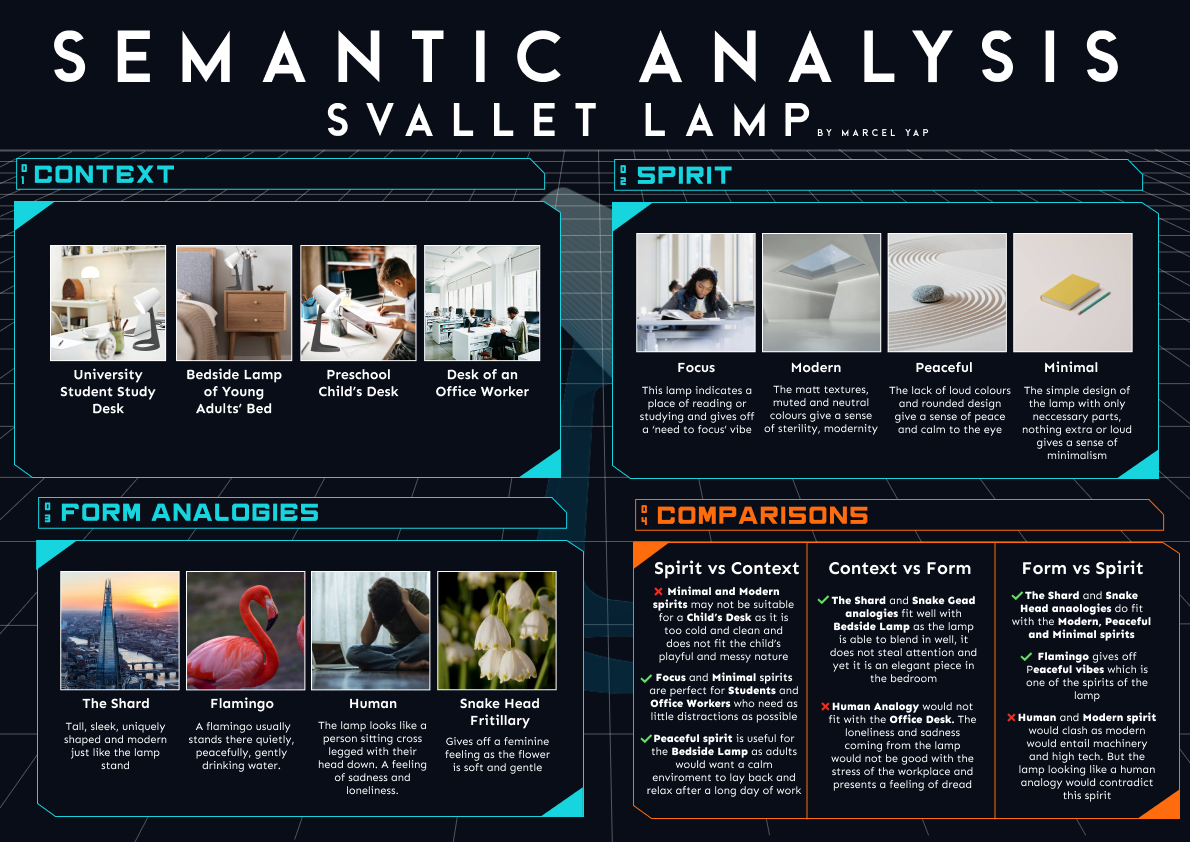 SEMANTIC ANALYSIS
SVALLET LAMP
BY MARCEL YAP
01 CONTEXT
University
Student Study
Desk
Bedside Lamp
of Young
Adults’ Bed
Preschool
Child’s Desk
Desk of an
Office Worker
02 SPIRIT
Focus
This lamp indicates a
place of reading or
studying and gives off
a ‘need to focus’ vibe
Modern
The matt textures,
muted and neutral
colours give a sense
of sterility, modernity
Peaceful
The lack of loud colours
and rounded design
give a sense of peace
and calm to the eye
Minimal
The simple design of
the lamp with only
neccessary parts,
nothing extra or loud
gives a sense of
minimalism
03 FORM ANALOGIES
The Shard
Tall, sleek, uniquely
shaped and modern
just like the lamp
stand
Flamingo
A flamingo usually
stands there quietly,
peacefully, gently
drinking water.
Human
The lamp looks like a
person sitting cross
legged with their
head down. A feeling
of sadness and
loneliness.
Snake Head
Fritillary
Gives off a feminine
feeling as the flower
is soft and gentle
04 COMPARISONS
Spirit vs Context
Minimal and Modern
spirits may not be suitable
for a Child’s Desk as it is
too cold and clean and
does not fit the child’s
playful and messy nature
Focus and Minimal spirits
are perfect for Students and
Office Workers who need as
little distractions as possible
Peaceful spirit is useful for
the Bedside Lamp as adults
would want a calm
enviroment to lay back and
relax after a long day of work
Context vs Form
The Shard and Snake Gead
analogies fit well with
Bedside Lamp as the lamp
is able to blend in well, it
does not steal attention and
yet it is an elegant piece in
the bedroom
Human Analogy would not
fit with the Office Desk. The
loneliness and sadness
coming from the lamp
would not be good with the
stress of the workplace and
presents a feeling of dread
Form vs Spirit
The Shard and Snake
Head anaologies do fit
with the Modern, Peaceful
and Minimal spirits
Flamingo gives off
Peaceful vibes which is
one of the spirits of the
lamp
Human and Modern spirit
would clash as modern
would entail machinery
and high tech. But the
lamp looking like a human
analogy would contradict
this spirit